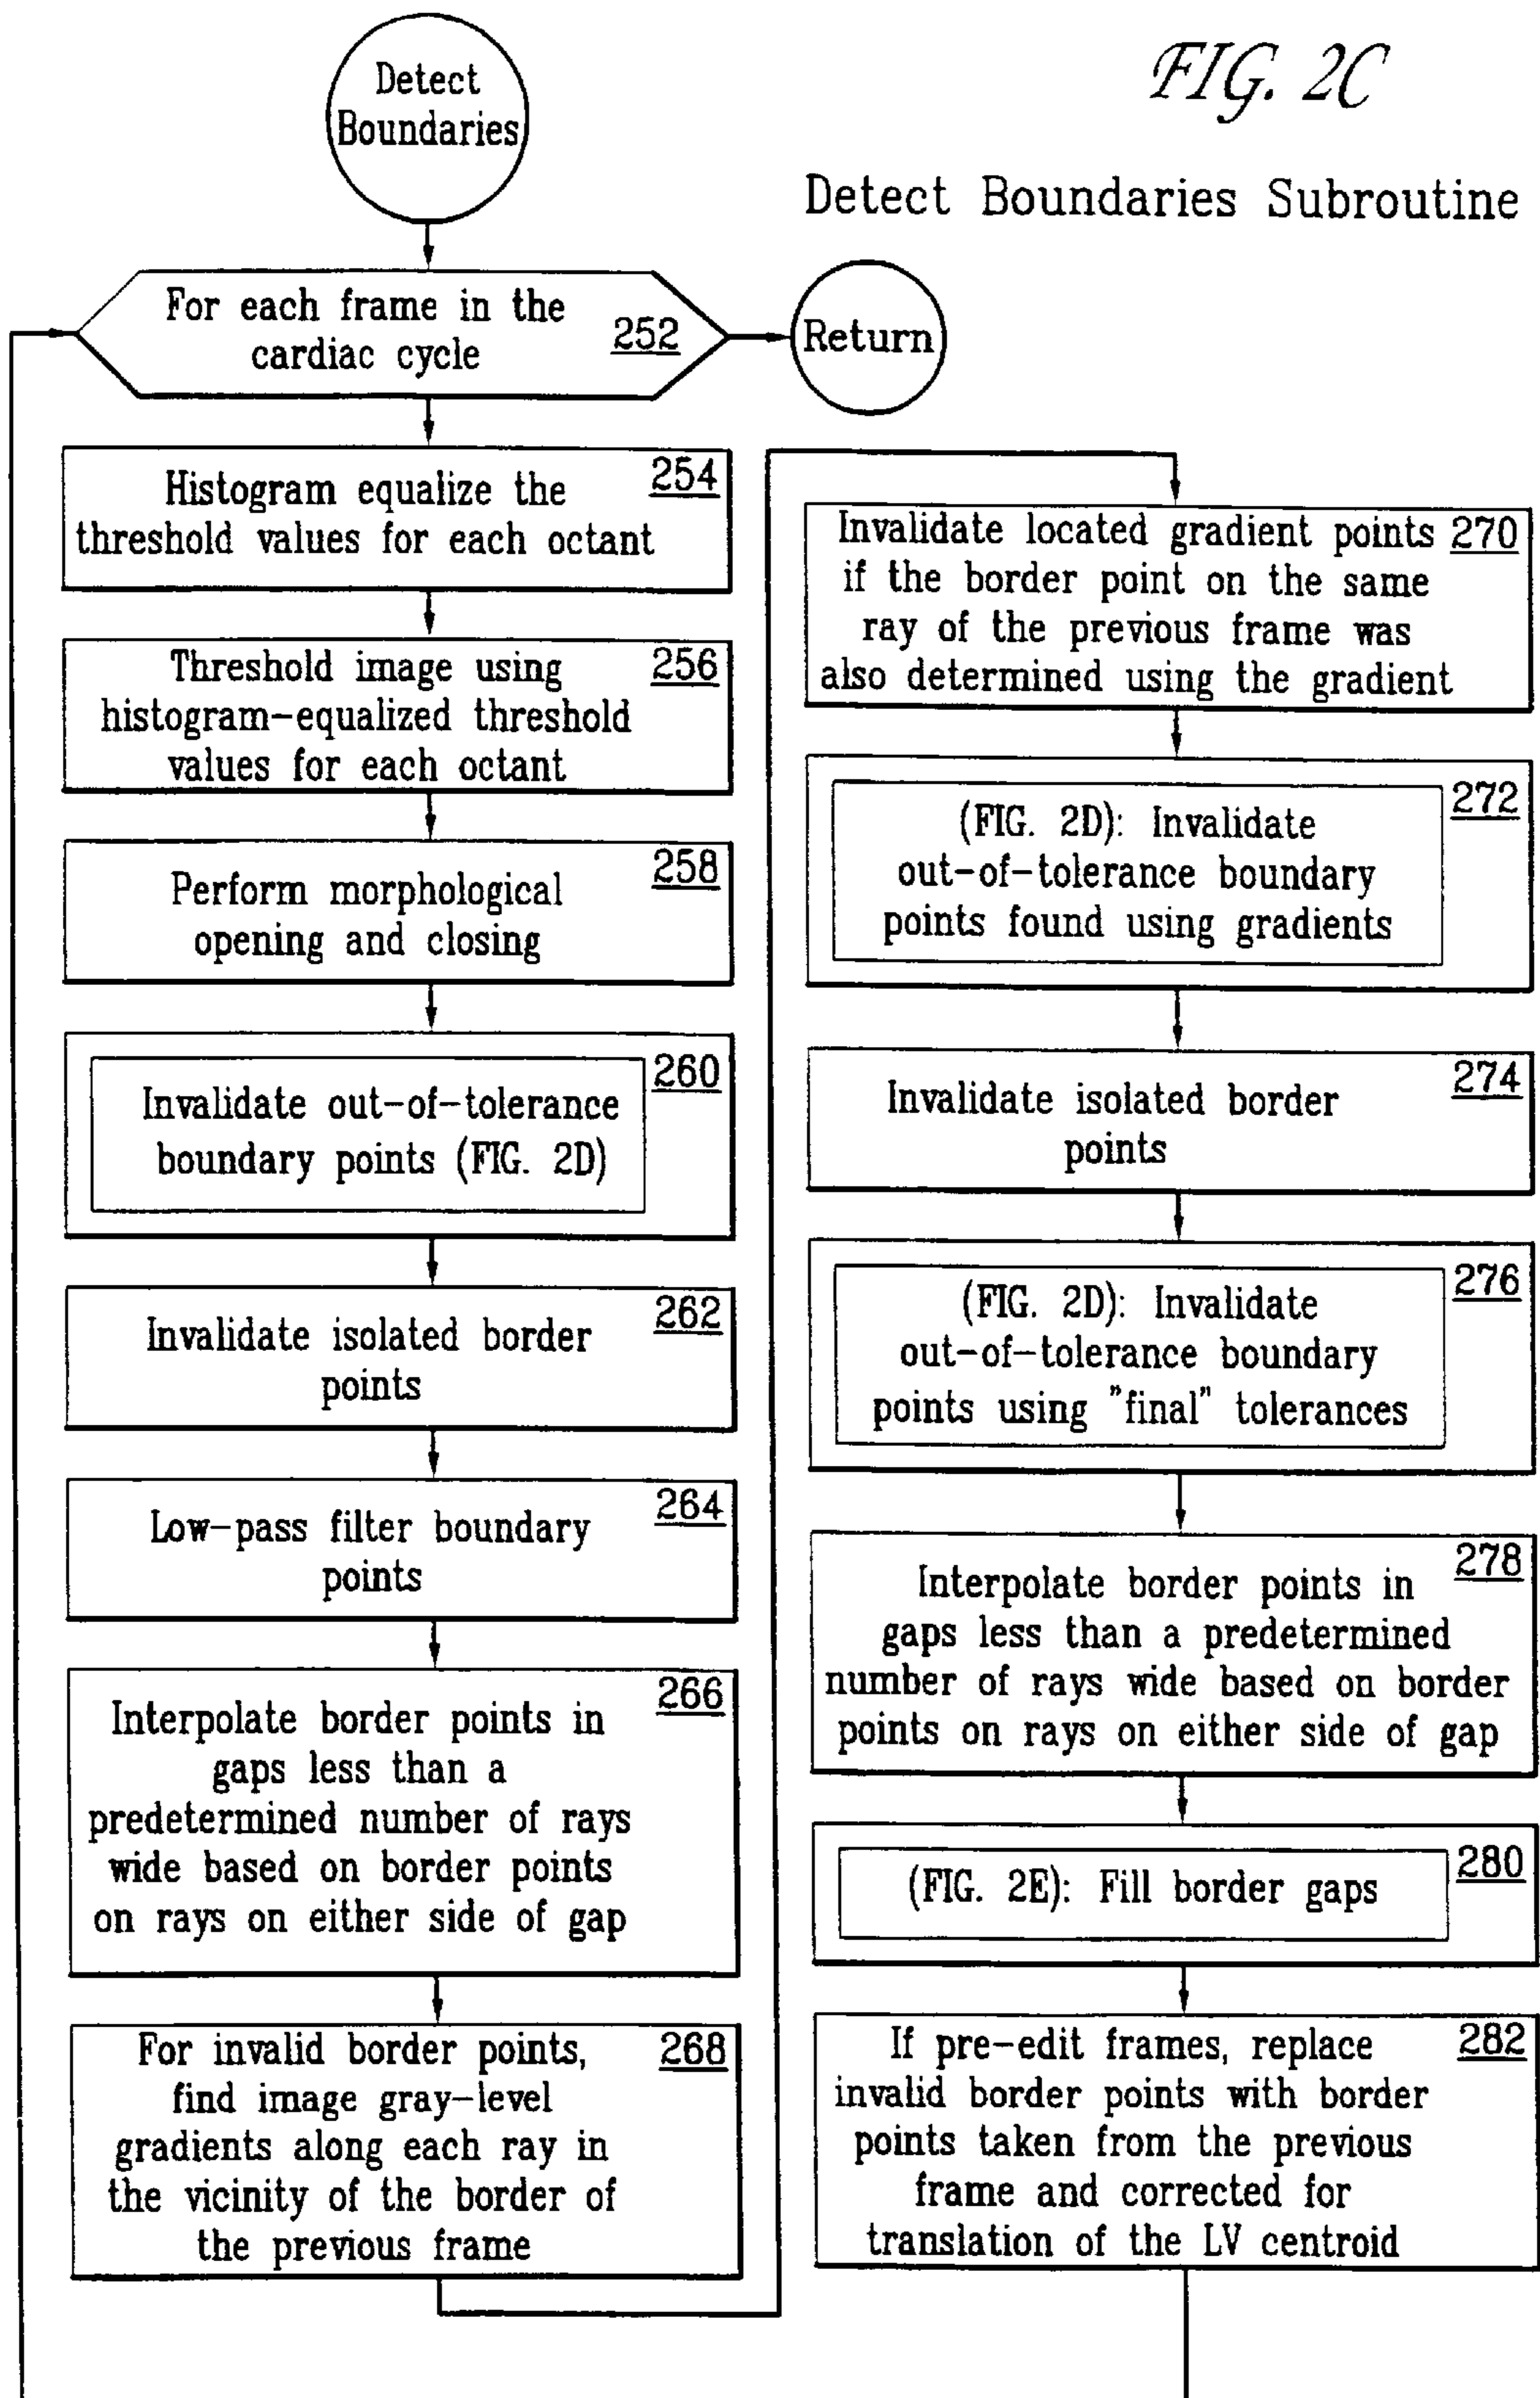 FIG. 2C
Detect Boundaries Subroutine
Detect
Boundaries
For each frame in the
cardiac cycle
252
Return
254
Histogram equalize the
threshold values for each octant
256
Threshold image using
histogram-equalized threshold
values for each octant
258
Perform morphological
opening and closing
260
Invalidate out-of-tolerance
boundary points (FIG. 2D)
262
Invalidate isolated border
points
264
Low-pass filter boundary
points
266
Interpolate border points in
gaps less than a
predetermined number of rays
wide based on border points
on rays on either side of gap
268
For invalid border points,
find image gray-level
gradients along each ray in
the vicinity of the border of
the previous frame
Invalidate located gradient points 270
if the border point on the same
ray of the previous frame was
also determined using the gradient
272
(FIG. 2D): Invalidate
out-of-tolerance boundary
points found using gradients
274
Invalidate isolated border
points
276
(FIG. 2D): Invalidate
out-of-tolerance boundary
points using "final" tolerances
278
Interpolate border points in
gaps less than a predetermined
number of rays wide based on border
points on rays on either side of gap
280
(FIG. 2E): Fill border gaps
282
If pre-edit frames, replace
invalid border points with border
points taken from the previous
frame and corrected for
translation of the LV centroid